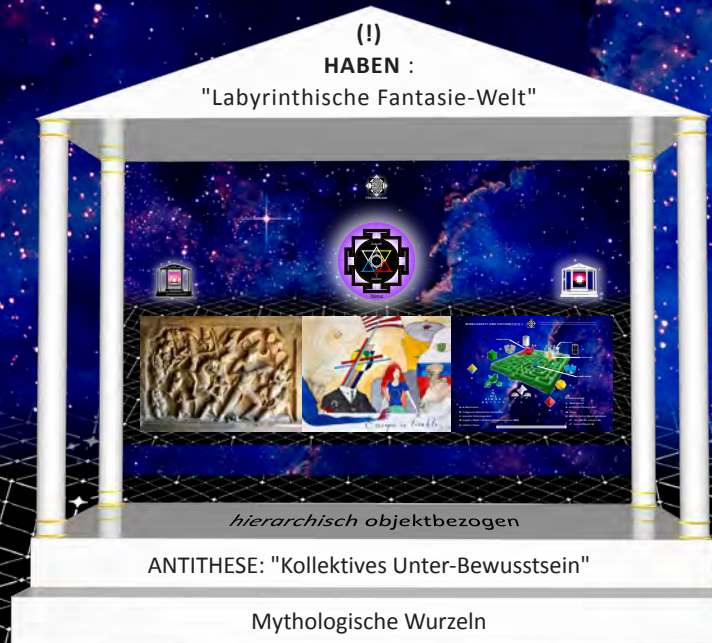 (!)
HABEN :
"Labyrinthische Fantasie-Welt"
hierarchisch objektbezogen
ANTITHESE: "Kollektives Unter-Bewusstsein"
Mythologische Wurzeln